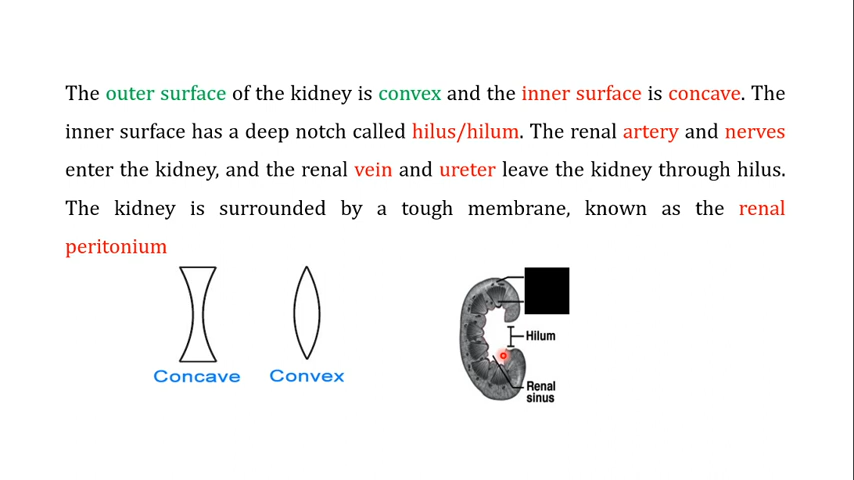 The outer surface of the kidney is convex and the inner surface is concave. The
inner surface has a deep notch called hilus/hilum. The renal artery and nerves
enter the kidney, and the renal vein and ureter leave the kidney through hilus.
The kidney is surrounded by a tough membrane, known as the renal
peritonium
Concave
Convex
Hilum
Renal
sinus